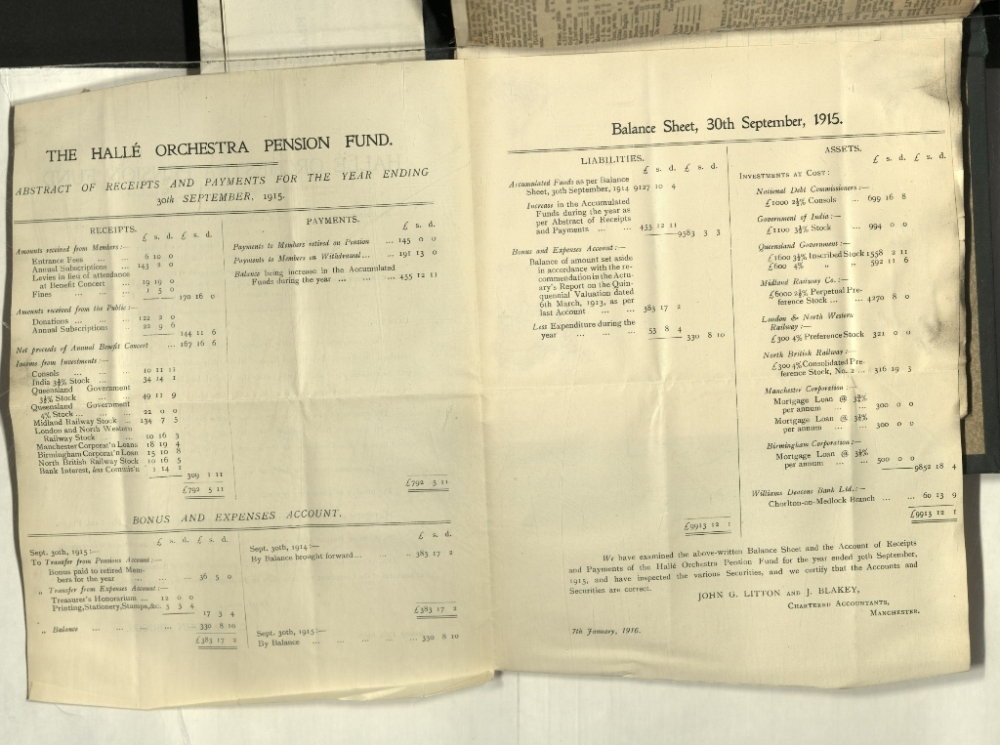 THE HALLÉ ORCHESTRA PENSION FUND.
ABSTRACT OF RECEIPTS AND PAYMENTS FOR THE YEAR ENDING
30th SEPTEMBER, 1915.
RECEIPTS.
£ s. d. £ s. d.
Amounts received from Members:—
Entrance Fees ... ... 6 10 0
Annual Subscriptions ... 143 2 0
Levies in lieu of attendance
at Benefit Concert ... 19 19 0
Fines ... ... 1 5 0
170 16 0
Amounts received from the Public:—
Donations ... ... 122 2 0
Annual Subscriptions ... 22 9 6
144 11 6
Net proceeds of Annual Benefit Concert ... 167 16 6
Income from Investments:—
Consols ... ... 10 11 11
India 3½% Stock ... 34 14 1
Queensland Government
3½% Stock ... 49 11 9
Queensland Government
4% Stock ... ... 22 0 0
Midland Railway Stock ... 134 7 5
London and North Western
Railway Stock ... 10 16 3
Manchester Corporat'n Loans 18 19 4
Birmingham Corporat'n Loan 15 10 8
North British Railway Stock 10 16 5
Bank Interest, less Commis'n 1 14 1
309 1 11
£792 5 11
PAYMENTS.
£ s. d.
Payments to Members retired on Pension ... 145 0 0
Payments to Members on Withdrawal ... ... 191 13 0
Balance being increase in the Accumulated
Funds during the year ... ... ... 455 12 11
£792 5 11
BONUS AND EXPENSES ACCOUNT.
£ s. d. £ s. d.
Sept. 30th, 1915:—
To Transfer from Pension Account
Bonus paid to retired Mem-
bers for the year ... ... 36 5 0
„ Transfer from Expenses Account:—
Treasurer's Honorarium ... 12 0 0
Printing, Stationery, Stamps, &c. 5 3 4
17 3 4
„ Balance ... ... ... ... 330 8 10
£383 17 2
£ s. d.
Sept. 30th, 1914:—
By Balance brought forward ... ... 383 17 2
£383 17 2
Sept. 30th, 1915:—
By Balance ... ... ... ... 330 8 10
Balance Sheet, 30th September, 1915.
LIABILITIES.
£ s. d. £ s. d.
Accumulated Funds as per Balance
Sheet, 30th September, 1914 9127 10 4
Increase in the Accumulated
Funds during the year as
per Abstract of Receipts
and Payments ... ... 455 12 11
9583 3 3
Bonus and Expenses Account:—
Balance of amount set aside
in accordance with the re-
commendation in the Actu-
ary's Report on the Quin-
quennial Valuation dated
6th March, 1913, as per
last Account ... ... 383 17 2
Less Expenditure during the
year ... ... ... 53 8 4
330 8 10
£9913 12 1
ASSETS.
£ s. d. £ s. d.
INVESTMENTS AT COST:
National Debt Commissioners:—
£1000 2½% Consols ... 699 16 8
Government of India:—
£1100 3½% Stock ... 994 0 0
Queensland Government:—
£1600 3½% Inscribed Stock 1558 2 11
£600 4% „ „ 592 11 6
Midland Railway Co.:—
£6000 2½% Perpetual Pre-
ference Stock ... ... 4270 8 0
London & North Western
Railway:—
£300 4% Preference Stock 321 0 0
North British Railway:—
£300 4% Consolidated Pre-
ference Stock, No. 2 ... 316 19 3
Manchester Corporation:—
Mortgage Loan @ 3¾%
per annum ... ... 300 0 0
Mortgage Loan @ 3¾%
per annum ... ... 300 0 0
Birmingham Corporation:—
Mortgage Loan @ 3¾%
per annum ... ... 500 0 0
9852 18 4
Williams Deacons Bank Ltd.:—
Chorlton-on-Medlock Branch ... ... 60 13 9
£9913 12 1
We have examined the above-written Balance Sheet and the Account of Receipts
and Payments of the Hallé Orchestra Pension Fund for the year ended 30th September,
1915, and have inspected the various Securities, and we certify that the Accounts and
Securities are correct.
JOHN G. LITTON AND J. BLAKEY,
CHARTERED ACCOUNTANTS,
MANCHESTER.
7th January, 1916.